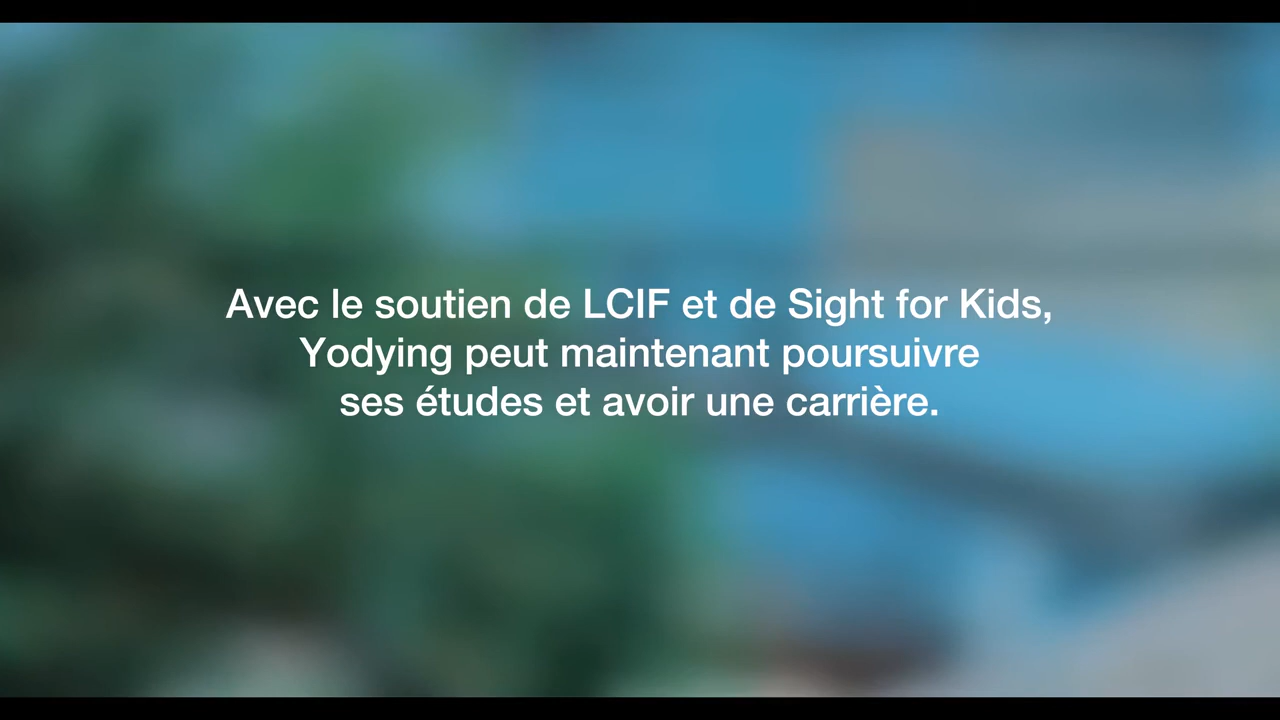 Avec le soutien de LCIF et de Sight for Kids,
Yodying peut maintenant poursuivre
ses études et avoir une carrière.